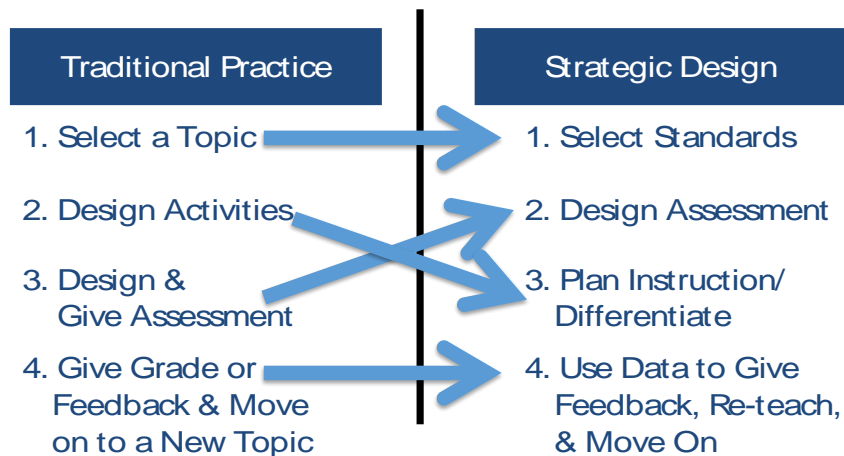 Traditional Practice
1. Select a Topic
2. Design Activities
3. Design &
Give Assessment
4. Give Grade or
Feedback & Move
on to a New Topic
Strategic Design
1. Select Standards
2. Design Assessment
3. Plan Instruction/
Differentiate
4. Use Data to Give
Feedback, Re-teach,
& Move On